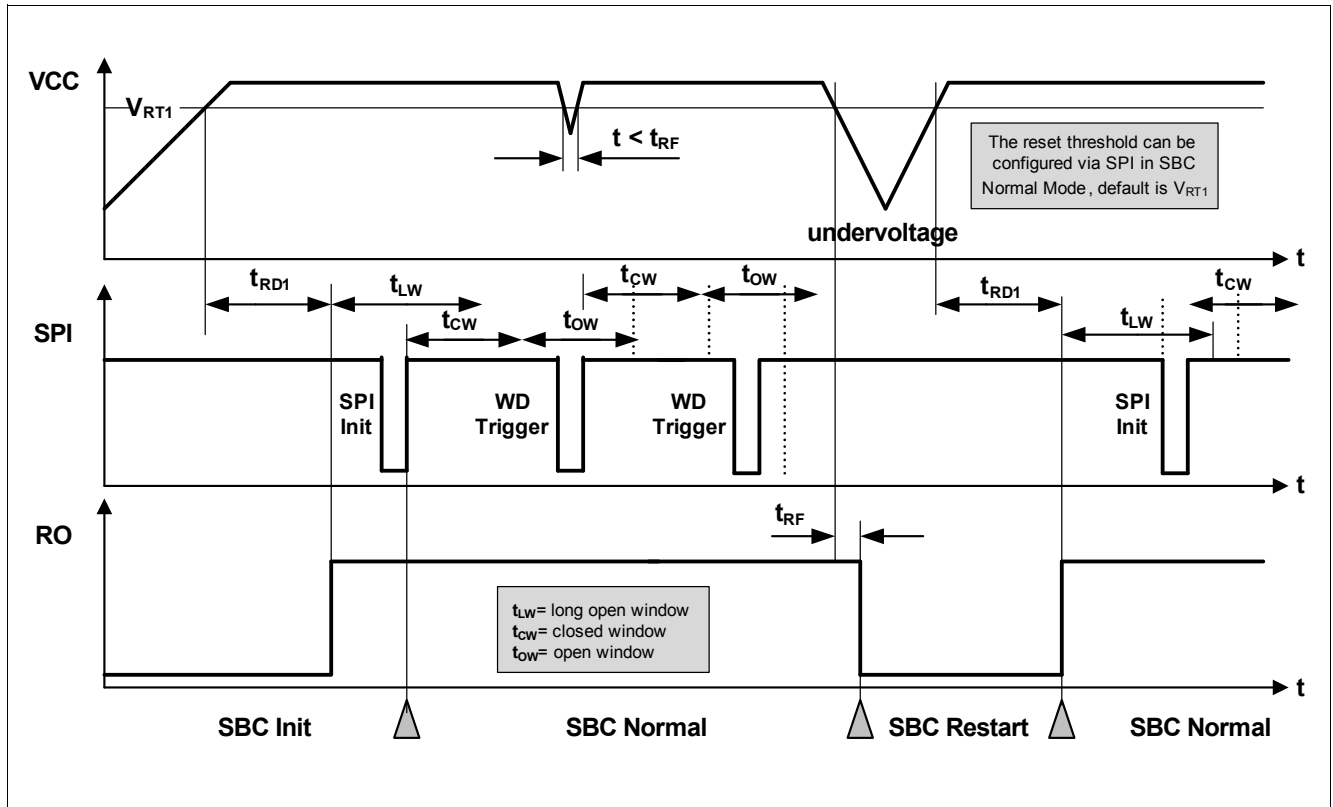 VCC
VRT1
t < tRF
The reset threshold can be
configured via SPI in SBC
Normal Mode, default is VRT1
undervoltage
t
tRD1
tLW
tCW
tOW
tCW
tOW
tRD1
tLW
tCW
SPI
SPI
Init
WD
Trigger
WD
Trigger
SPI
Init
t
RO
tRF
tLW= long open window
tCW= closed window
tOW= open window
t
SBC Init
SBC Normal
SBC Restart
SBC Normal